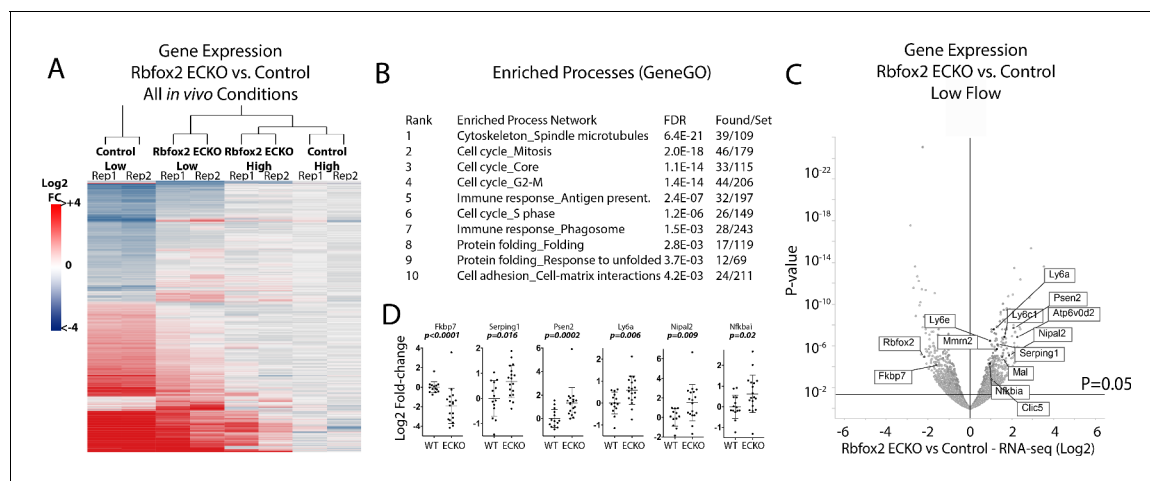 A
Gene Expression
Rbfox2 ECKO vs. Control
All in vivo Conditions
Control
Low
Rbfox2 ECKO
Low
Rbfox2 ECKO
High
Control
High
Rep1 Rep2 Rep1 Rep2 Rep1 Rep2 Rep1 Rep2
Log2
FC
>+4
0
<-4
B
Enriched Processes (GeneGO)
Rank Enriched Process Network FDR Found/Set
1 Cytoskeleton_Spindle microtubules 6.4E-21 39/109
2 Cell cycle_Mitosis 2.0E-18 46/179
3 Cell cycle_Core 1.1E-14 33/115
4 Cell cycle_G2-M 1.4E-14 44/206
5 Immune response_Antigen present. 2.4E-07 32/197
6 Cell cycle_S phase 1.2E-06 26/149
7 Immune response_Phagosome 1.5E-03 28/243
8 Protein folding_Folding 2.8E-03 17/119
9 Protein folding_Response to unfolded 3.7E-03 12/69
10 Cell adhesion_Cell-matrix interactions 4.2E-03 24/211
D
Fkbp7 Serping1 Psen2 Ly6a Nipal2 Nfkbai
p<0.0001 p=0.016 p=0.0002 p=0.006 p=0.009 p=0.02
Log2 Fold-change
WT ECKO WT ECKO WT ECKO WT ECKO WT ECKO WT ECKO
C
Gene Expression
Rbfox2 ECKO vs. Control
Low Flow
P-value
10-22
10-18
10-14
10-10
10-6
10-2
Ly6a
Psen2
Ly6c1
Atp6v0d2
Ly6e
Nipal2
Rbfox2
Mmrn2
Serping1
Fkbp7
Mal
Nfkbia
Clic5
P=0.05
-6 -4 -2 0 2 4 6
Rbfox2 ECKO vs Control - RNA-seq (Log2)